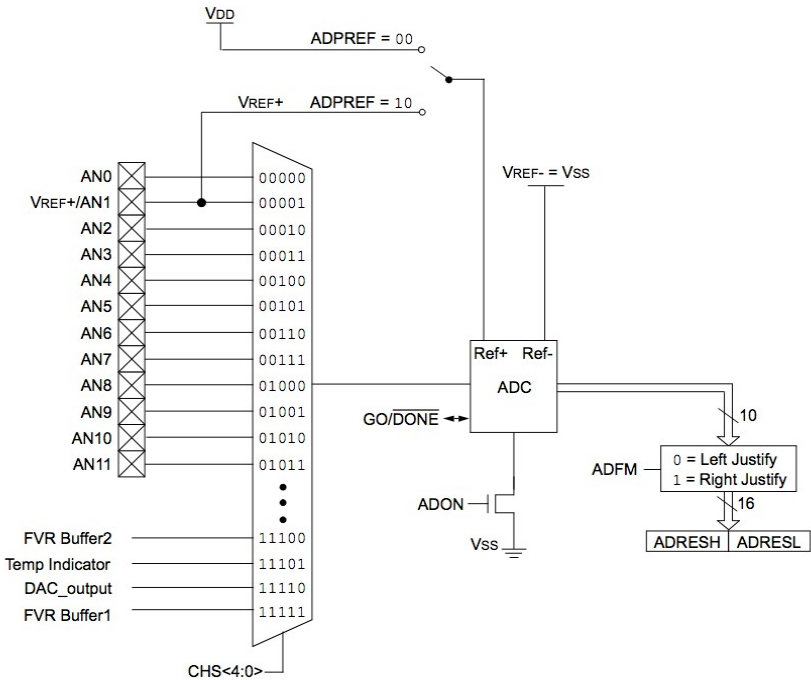 VDD
ADPREF = 00
VREF+ ADPREF = 10
VREF- = VSS
AN0 00000
VREF+/AN1 00001
AN2 00010
AN3 00011
AN4 00100
AN5 00101
AN6 00110
AN7 00111
AN8 01000
AN9 01001
AN10 01010
AN11 01011
FVR Buffer2 11100
Temp Indicator 11101
DAC_output 11110
FVR Buffer1 11111
CHS<4:0>
Ref+ Ref-
ADC
GO/DONE
ADON
VSS
10
ADFM
0 = Left Justify
1 = Right Justify
16
ADRESH ADRESL